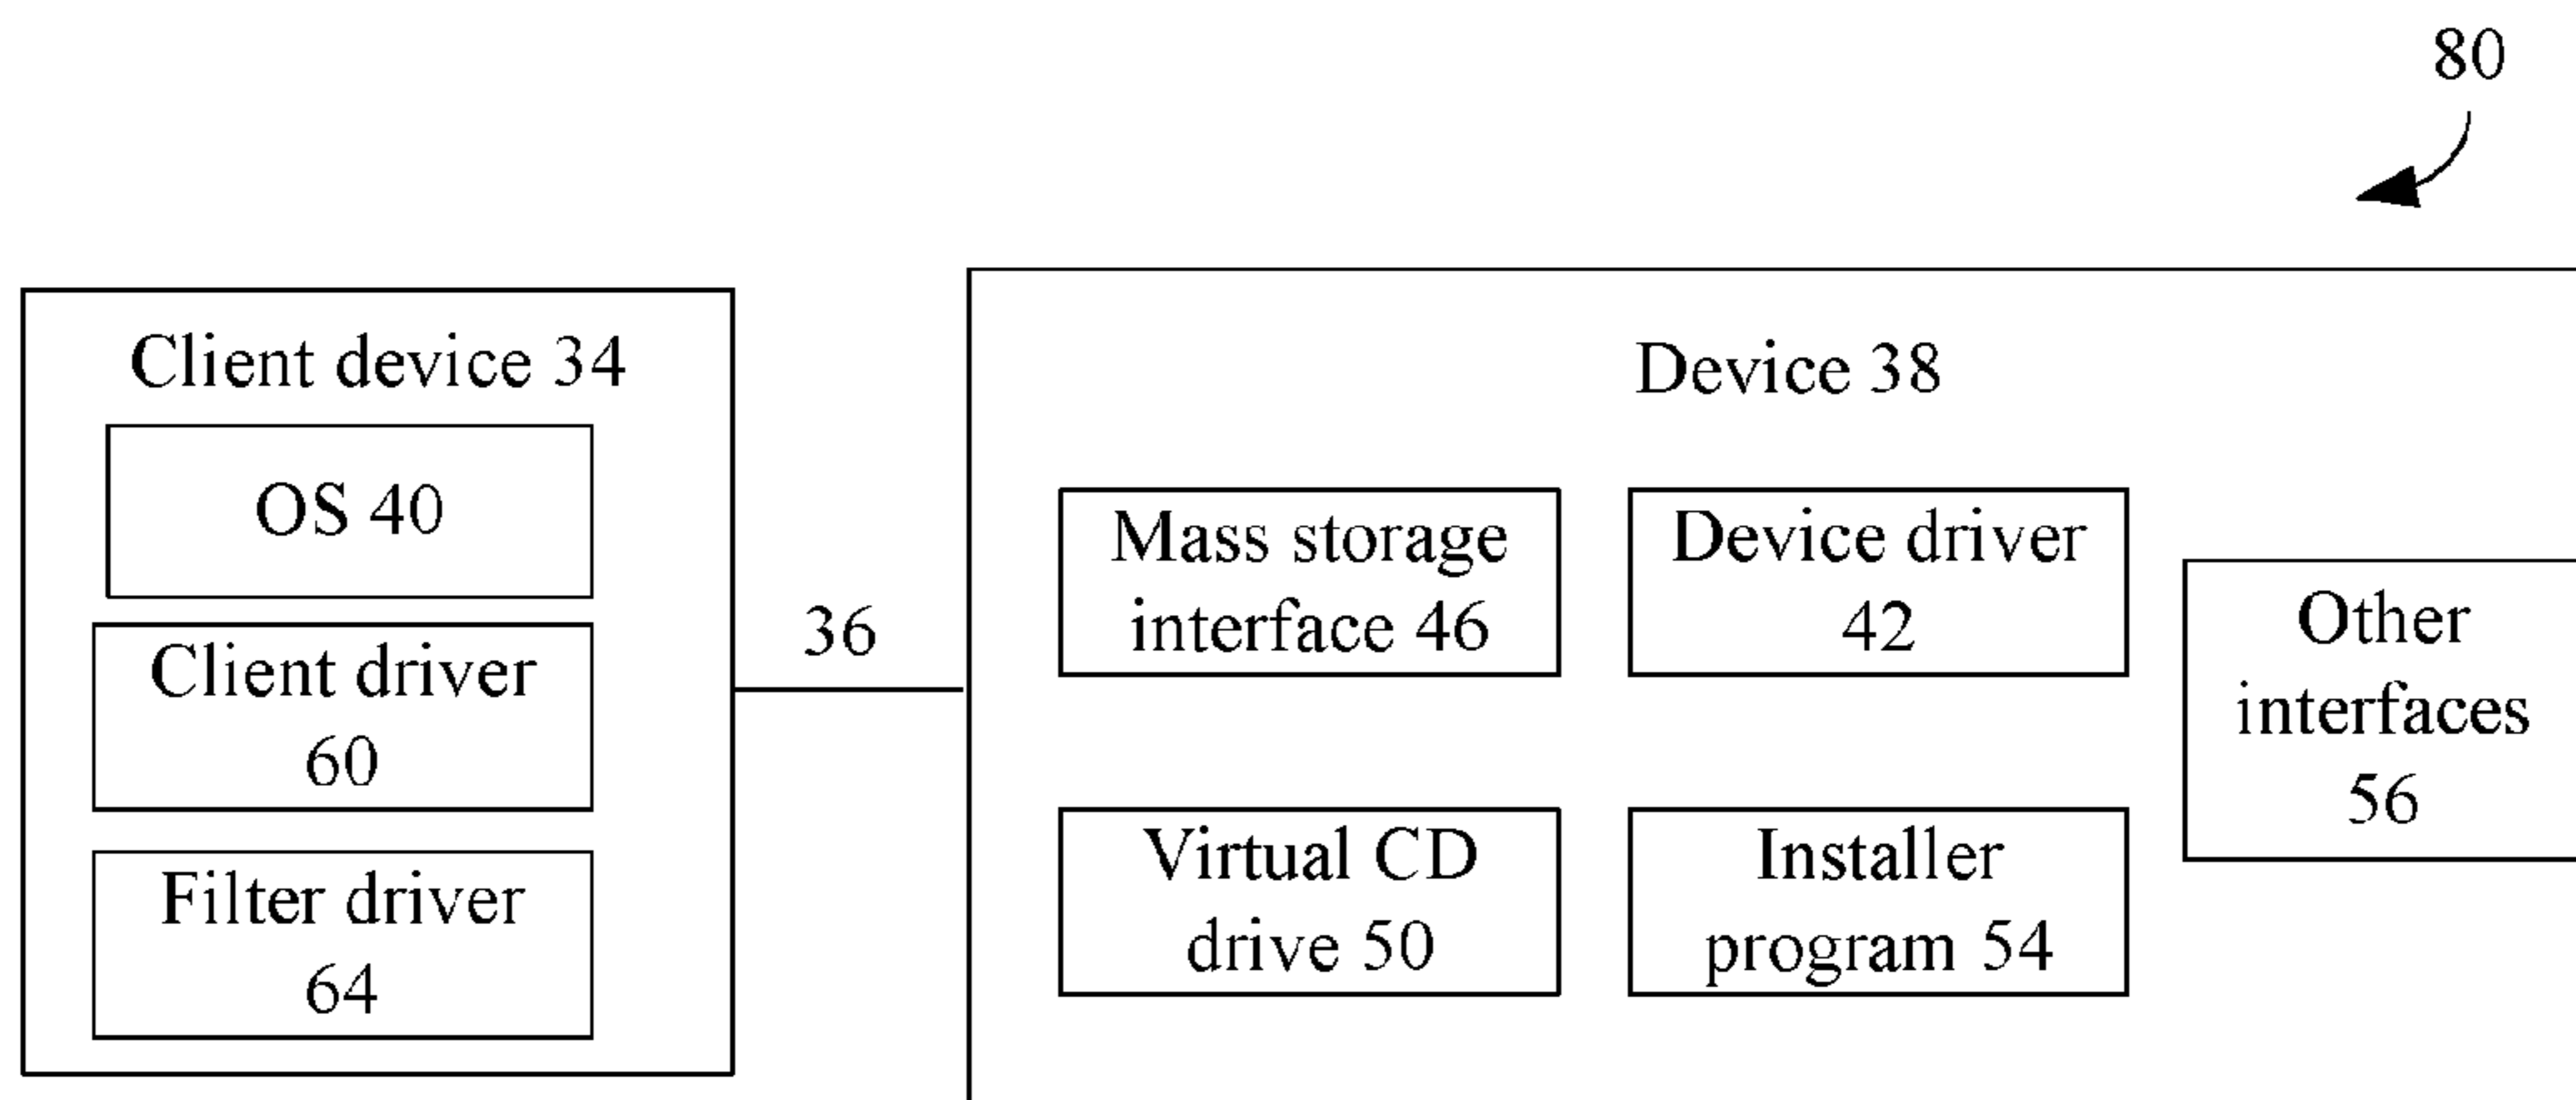 80
Client device 34
OS 40
Client driver
60
Filter driver
64
36
Device 38
Mass storage
interface 46
Device driver
42
Virtual CD
drive 50
Installer
program 54
Other
interfaces
56